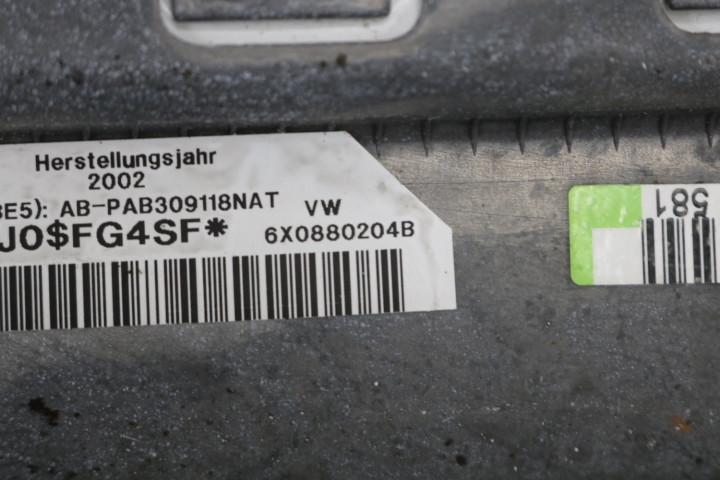 Herstellungsjahr
2002
BE5): AB-PAB309118NAT VW
J0$FG4SF* 6X0880204B
581